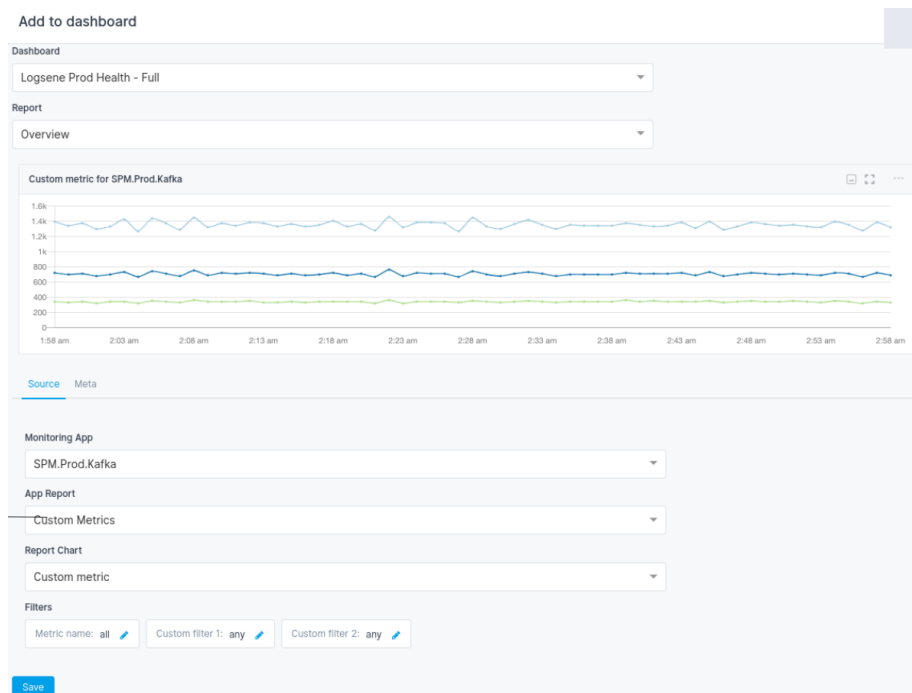 Add to dashboard
Dashboard
Logsene Prod Health - Full
Report
Overview
Custom metric for SPM.Prod.Kafka
1.6k
1.4k
1.2k
1k
800
600
400
200
0
1:58 am 2:03 am 2:08 am 2:13 am 2:18 am 2:23 am 2:28 am 2:33 am 2:38 am 2:43 am 2:48 am 2:53 am 2:58 am
Source Meta
Monitoring App
SPM.Prod.Kafka
App Report
Custom Metrics
Report Chart
Custom metric
Filters
Metric name: all Custom filter 1: any Custom filter 2: any
Save